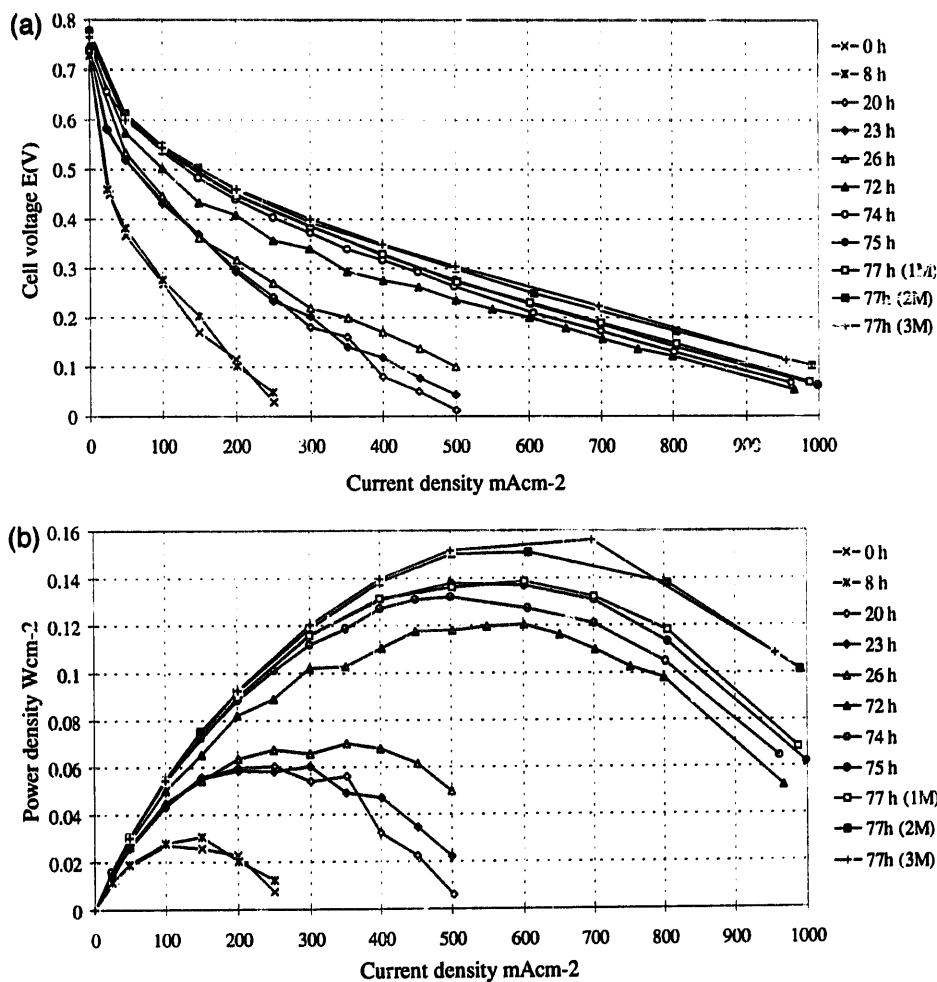 (a)
0.8
0.7
0.6
0.5
0.4
0.3
0.2
0.1
0
Cell voltage E(V)
0 100 200 300 400 500 600 700 800 900 1000
Current density mAcm-2
0 h
8 h
20 h
23 h
26 h
72 h
74 h
75 h
77 h (1M)
77h (2M)
77h (3M)
(b)
0.16
0.14
0.12
0.1
0.08
0.06
0.04
0.02
0
Power density Wcm-2
0 100 200 300 400 500 600 700 800 900 1000
Current density mAcm-2
0 h
8 h
20 h
23 h
26 h
72 h
74 h
75 h
77 h (1M)
77h (2M)
77h (3M)